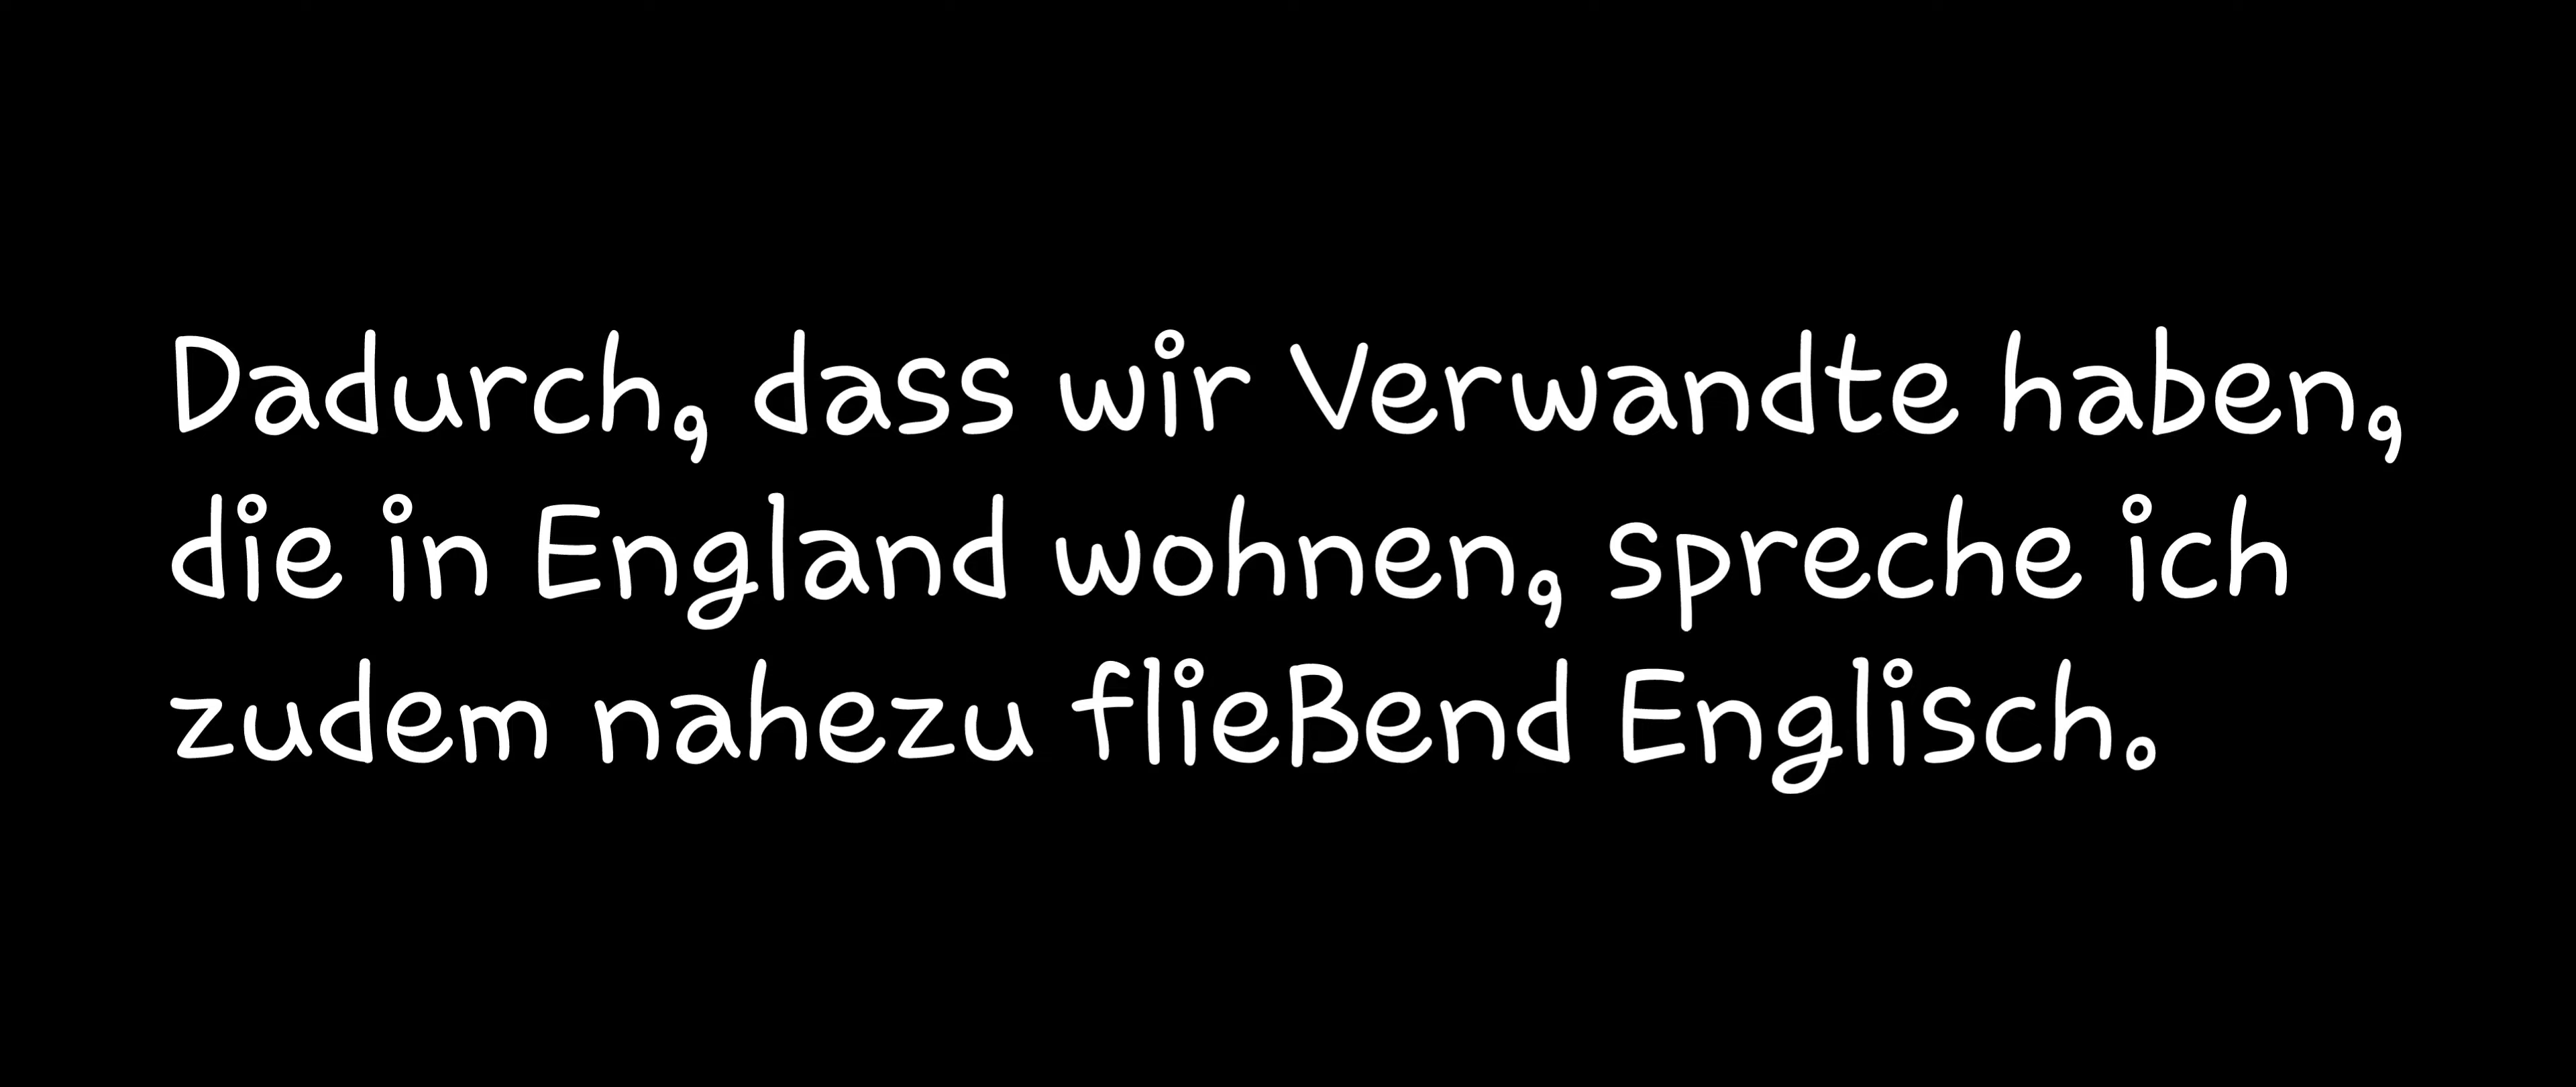 Dadurch, dass wir Verwandte haben,
die in England wohnen, spreche ich
zudem nahezu fließend Englisch.